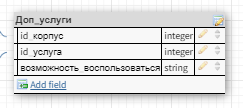 Доп_услуги
id_корпус integer
id_услуга integer
возможность_воспользоваться string
Add field